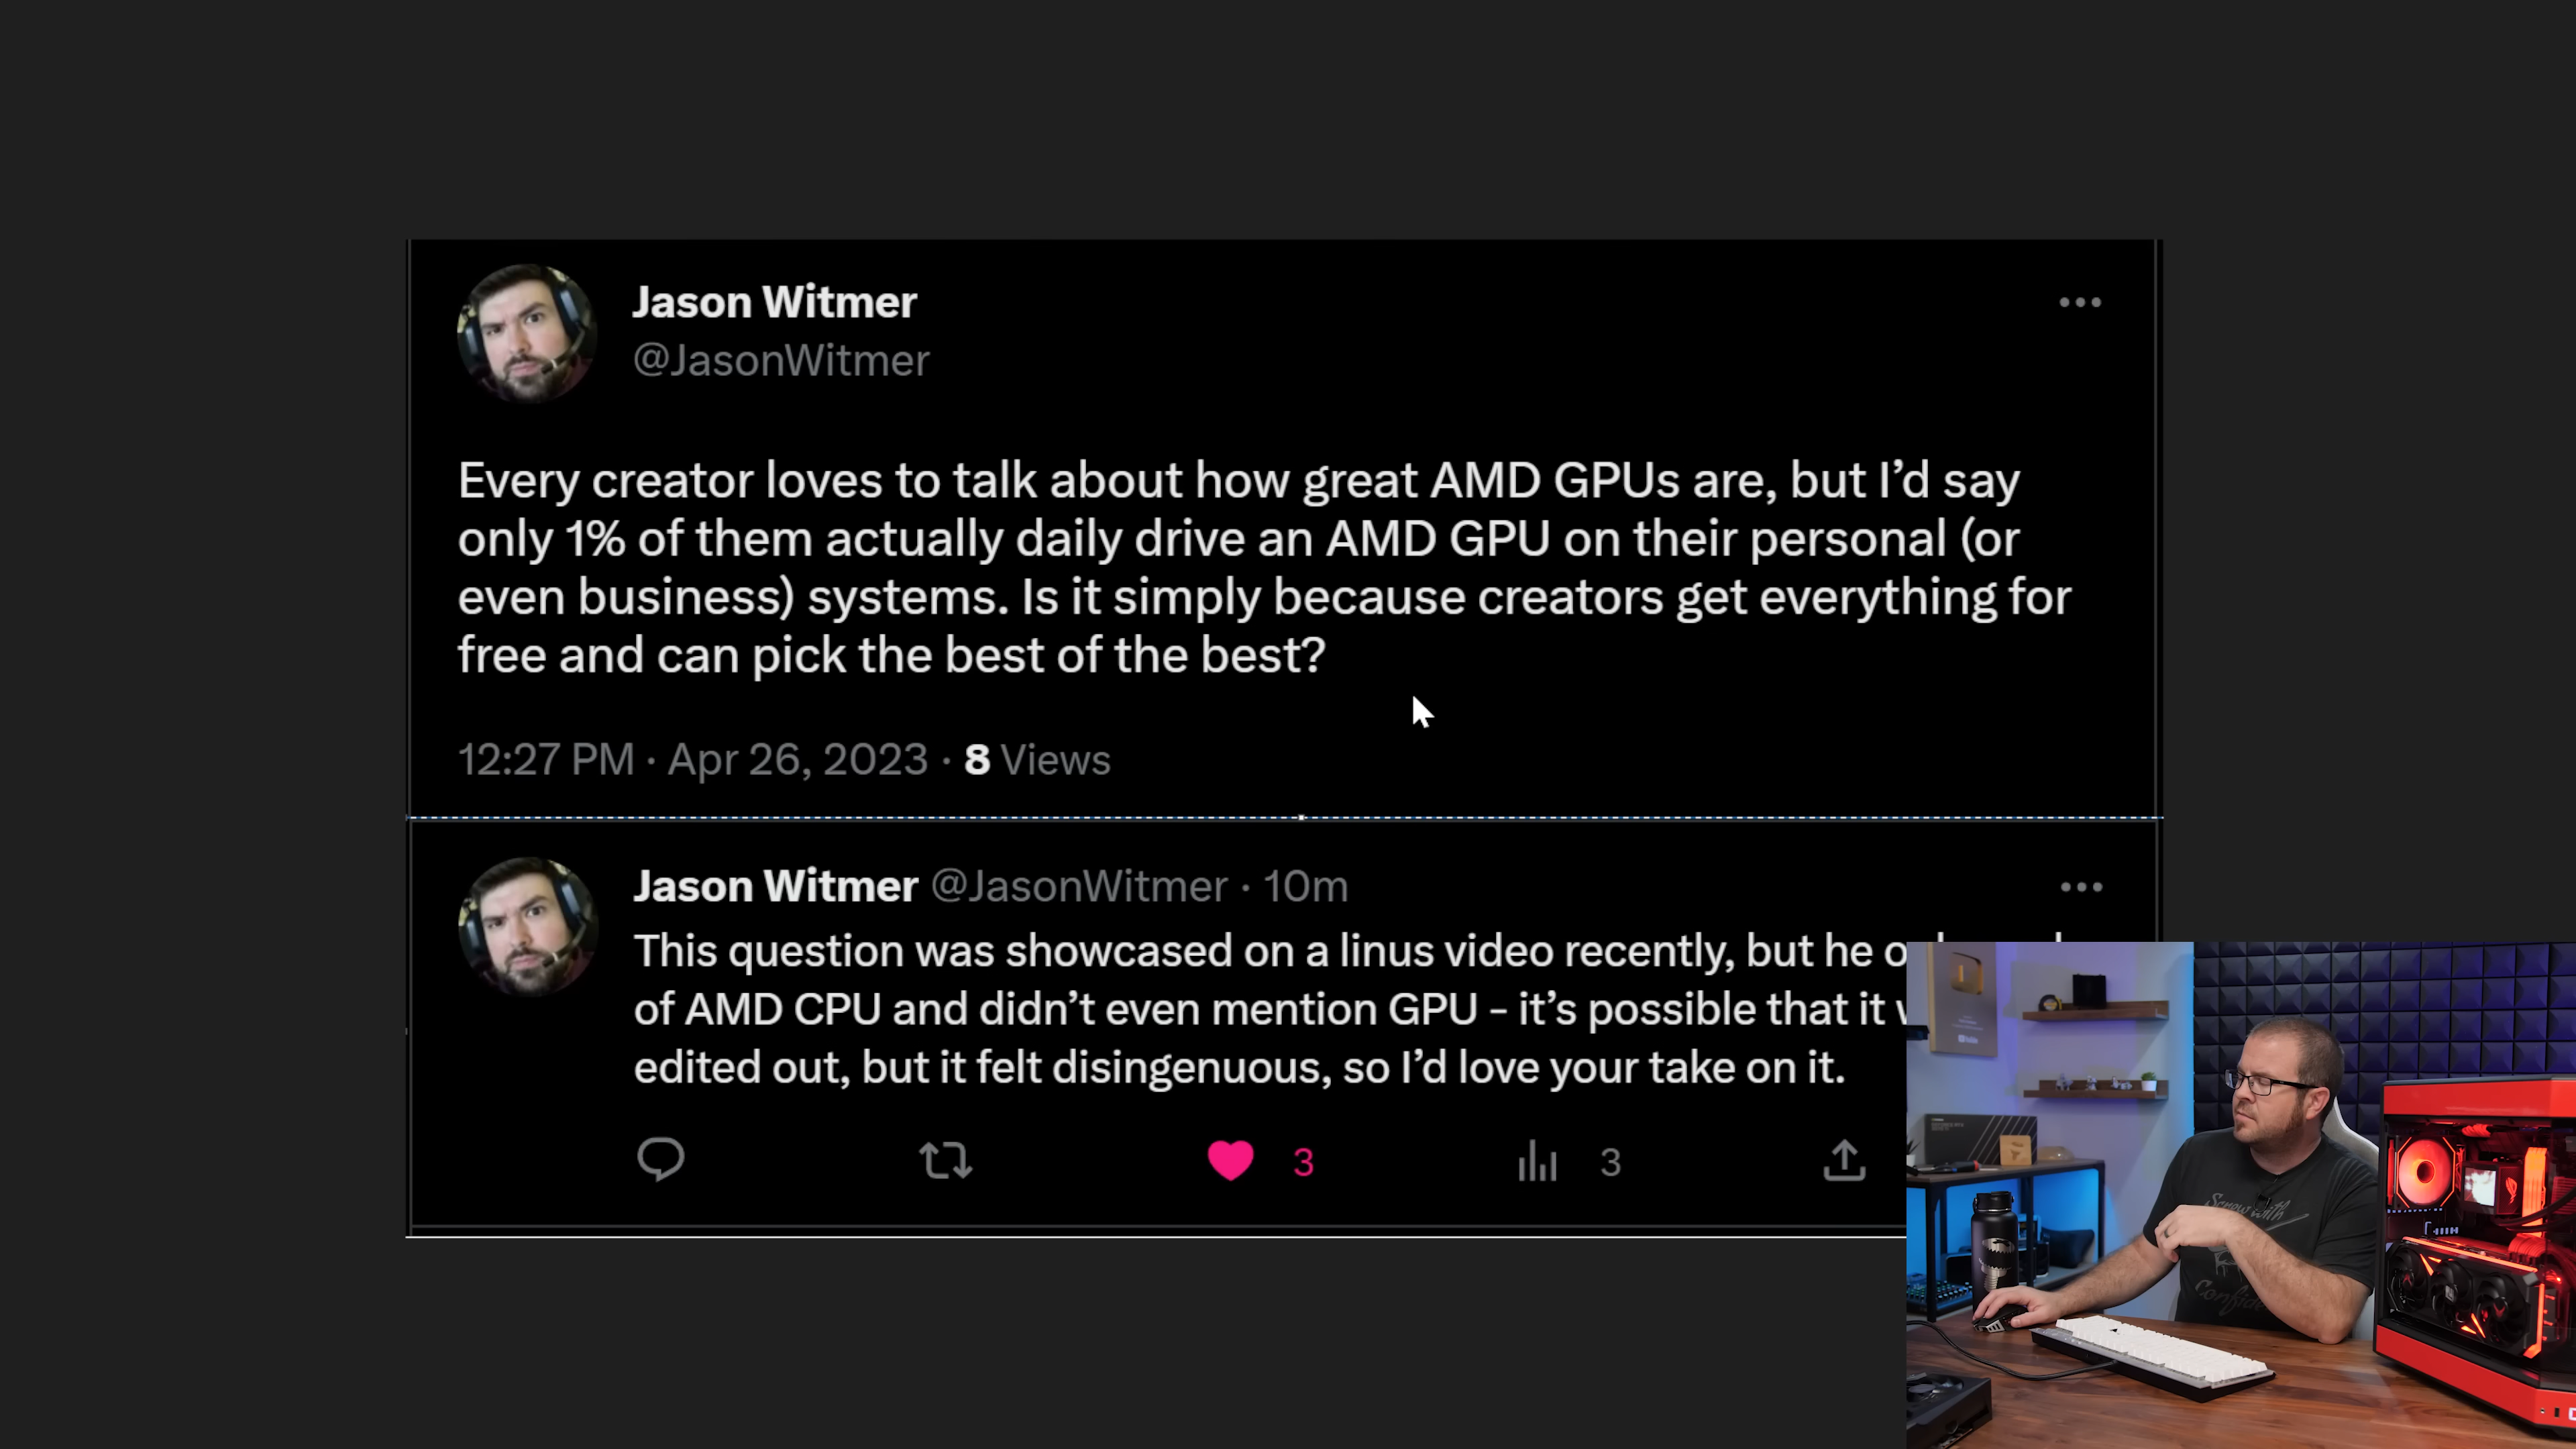 Jason Witmer
@JasonWitmer
Every creator loves to talk about how great AMD GPUs are, but I’d say
only 1% of them actually daily drive an AMD GPU on their personal (or
even business) systems. Is it simply because creators get everything for
free and can pick the best of the best?
12:27 PM · Apr 26, 2023 · 8 Views
Jason Witmer @JasonWitmer · 10m
This question was showcased on a linus video recently, but he
of AMD CPU and didn’t even mention GPU - it’s possible that it
edited out, but it felt disingenuous, so I’d love your take on it.
3 3
Screw with